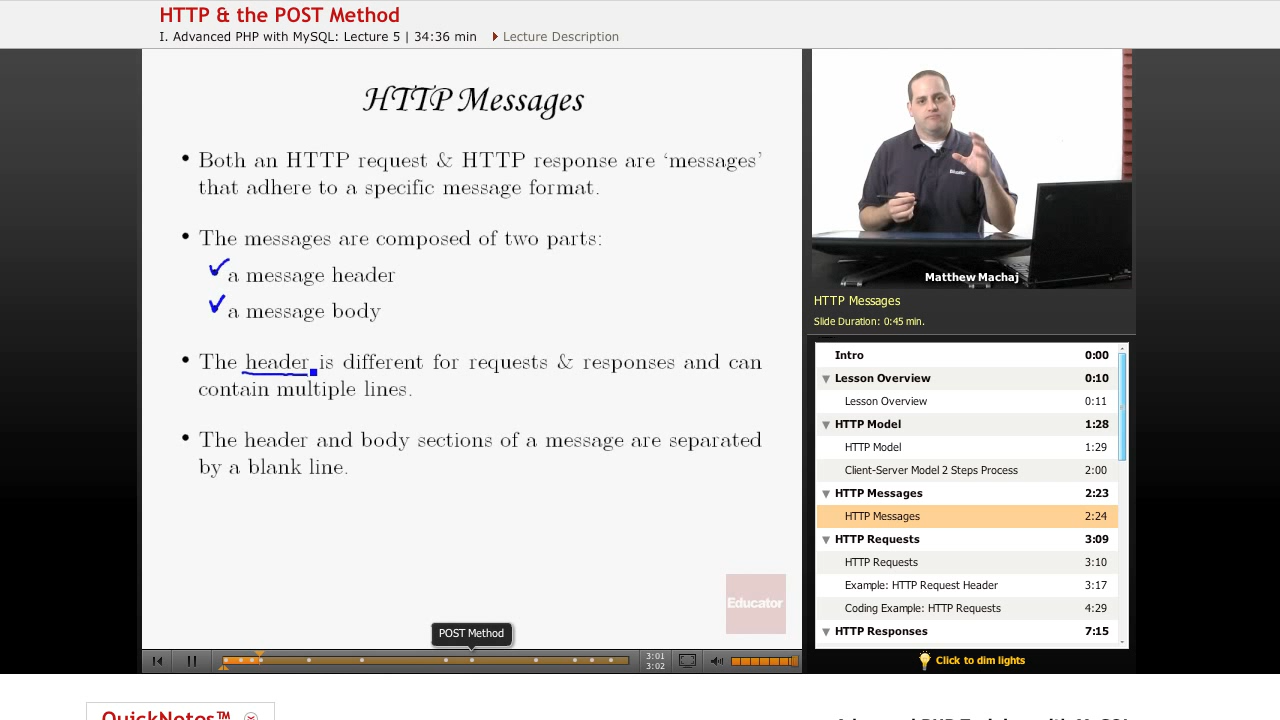 HTTP & the POST Method
I. Advanced PHP with MySQL: Lecture 5 | 34:36 min Lecture Description
HTTP Messages
• Both an HTTP request & HTTP response are ‘messages’
that adhere to a specific message format.
• The messages are composed of two parts:
a message header
a message body
• The header is different for requests & responses and can
contain multiple lines.
• The header and body sections of a message are separated
by a blank line.
Educator
POST Method
3:01
3:02
Matthew Machaj
HTTP Messages
Slide Duration: 0:45 min.
Intro 0:00
Lesson Overview 0:10
Lesson Overview 0:11
HTTP Model 1:28
HTTP Model 1:29
Client-Server Model 2 Steps Process 2:00
HTTP Messages 2:23
HTTP Messages 2:24
HTTP Requests 3:09
HTTP Requests 3:10
Example: HTTP Request Header 3:17
Coding Example: HTTP Requests 4:29
HTTP Responses 7:15
Click to dim lights
QuickNotes™